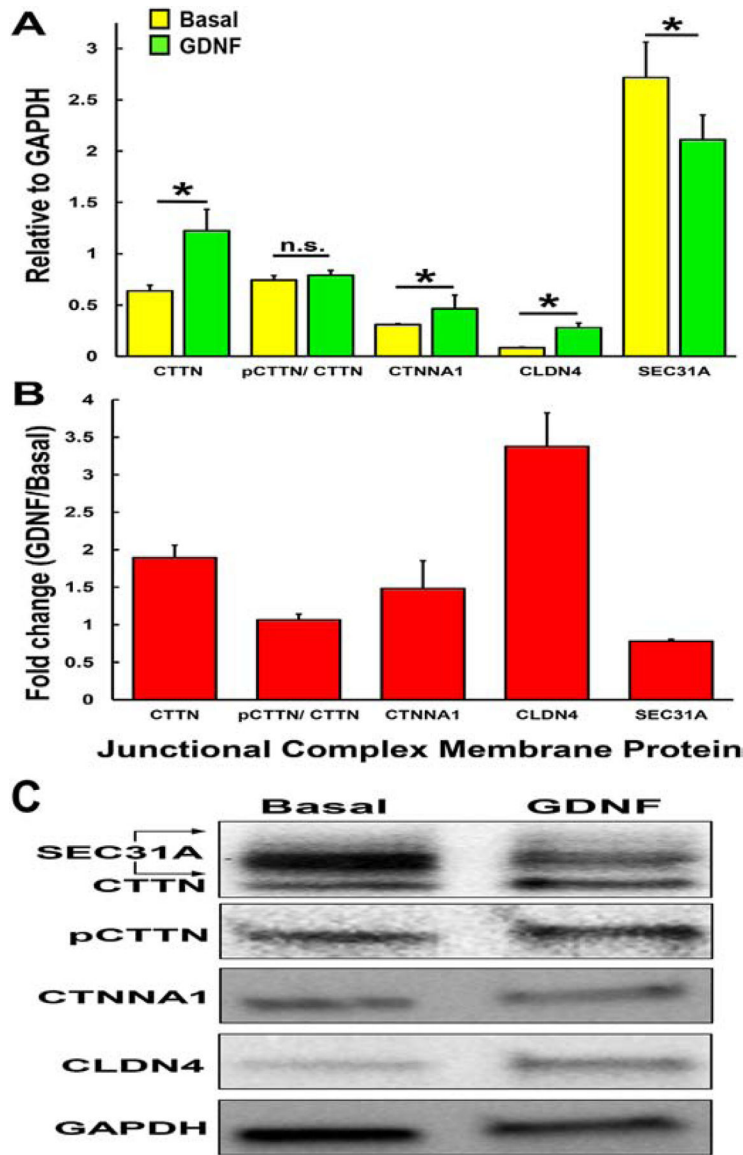 A
Basal
GDNF
Relative to GAPDH
3
2.5
2
1.5
1
0.5
0
*
n.s.
*
*
*
CTTN pCTTN/ CTTN CTNNA1 CLDN4 SEC31A
B
Fold change (GDNF/Basal)
4
3.5
3
2.5
2
1.5
1
0.5
0
CTTN pCTTN/ CTTN CTNNA1 CLDN4 SEC31A
Junctional Complex Membrane Protein
C
Basal GDNF
SEC31A
CTTN
pCTTN
CTNNA1
CLDN4
GAPDH